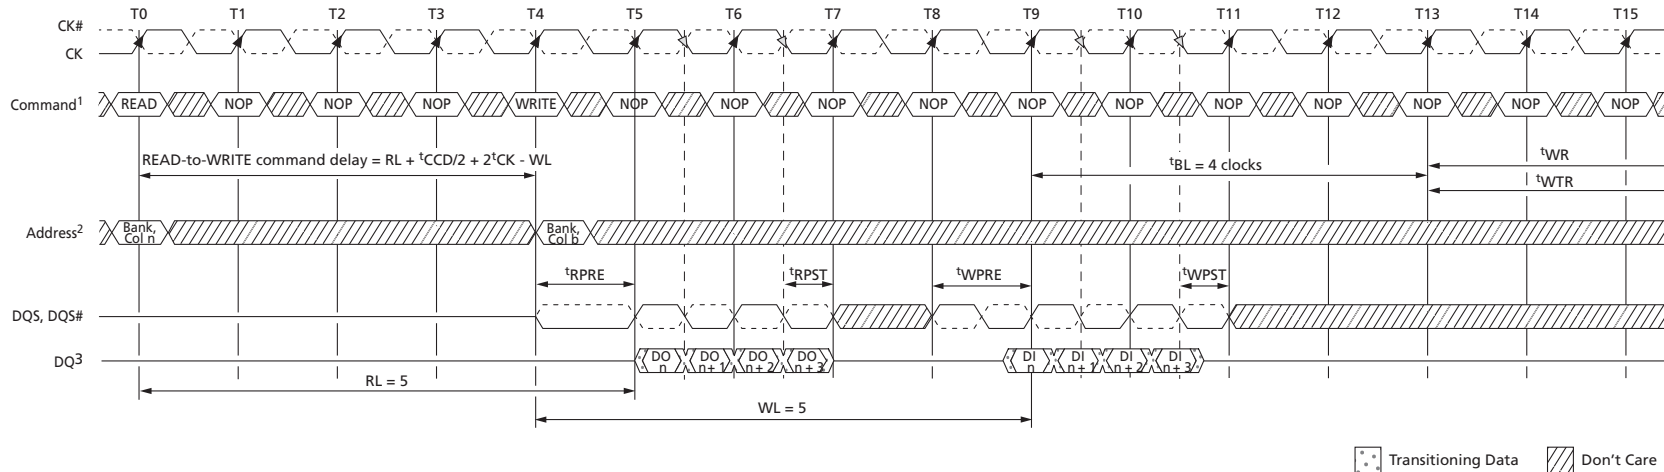 T0 T1 T2 T3 T4 T5 T6 T7 T8 T9 T10 T11 T12 T13 T14 T15
CK#
CK
Command1 READ NOP NOP NOP WRITE NOP NOP NOP NOP NOP NOP NOP NOP NOP NOP NOP
READ-to-WRITE command delay = RL + tCCD/2 + 2tCK - WL
tBL = 4 clocks
tWR
tWTR
Address2
Bank,
Col n
Bank,
Col b
tRPRE tRPST tWPRE tWPST
DQS, DQS#
DQ3
DO
n
DO
n + 1
DO
n + 2
DO
n + 3
DI
n
DI
n + 1
DI
n + 2
DI
n + 3
RL = 5
WL = 5
Transitioning Data Don't Care